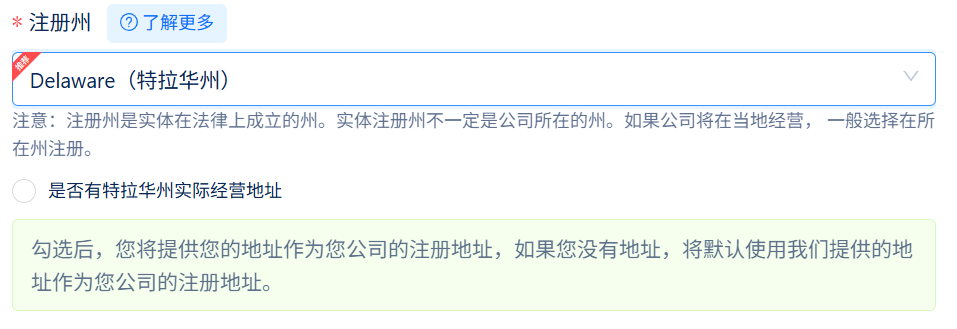 * 注册州 ? 了解更多
推荐
Delaware（特拉华州）
注意：注册州是实体在法律上成立的州。实体注册州不一定是公司所在的州。如果公司将在当地经营， 一般选择在所
在州注册。
是否有特拉华州实际经营地址
勾选后，您将提供您的地址作为您公司的注册地址，如果您没有地址，将默认使用我们提供的地
址作为您公司的注册地址。